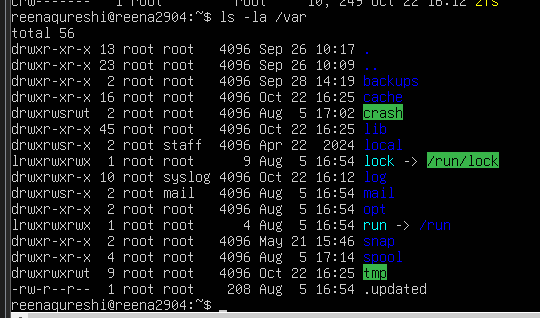 crw------- 1 root root 10, 249 Oct 22 16:12 zfs
reenaqureshi@reena2904:~$ ls -la /var
total 56
drwxr-xr-x 13 root root 4096 Sep 26 10:17 .
drwxr-xr-x 23 root root 4096 Sep 26 10:09 ..
drwxr-xr-x 2 root root 4096 Sep 28 14:19 backups
drwxr-xr-x 16 root root 4096 Oct 22 16:25 cache
drwxrwsrwt 2 root root 4096 Aug 5 17:02 crash
drwxr-xr-x 45 root root 4096 Oct 22 16:25 lib
drwxrwsr-x 2 root staff 4096 Apr 22 2024 local
lrwxrwxrwx 1 root root 9 Aug 5 16:54 lock -> /run/lock
drwxrwxr-x 10 root syslog 4096 Oct 22 16:12 log
drwxrwsr-x 2 root mail 4096 Aug 5 16:54 mail
drwxr-xr-x 2 root root 4096 Aug 5 16:54 opt
lrwxrwxrwx 1 root root 4 Aug 5 16:54 run -> /run
drwxr-xr-x 2 root root 4096 May 21 15:46 snap
drwxr-xr-x 4 root root 4096 Aug 5 17:14 spool
drwxrwxrwt 9 root root 4096 Oct 22 16:25 tmp
-rw-r--r-- 1 root root 208 Aug 5 16:54 .updated
reenaqureshi@reena2904:~$